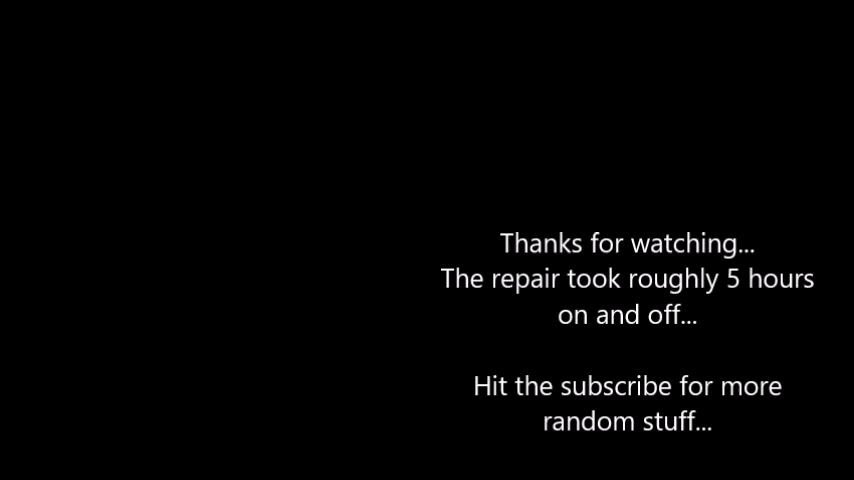 Thanks for watching...
The repair took roughly 5 hours
on and off...
Hit the subscribe for more
random stuff...